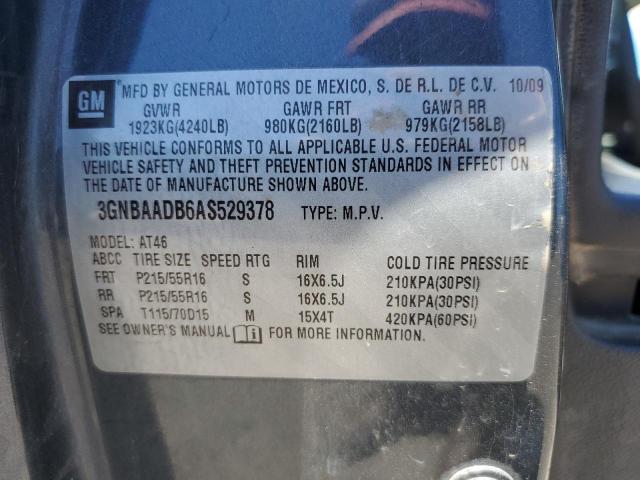 GM
MFD BY GENERAL MOTORS DE MEXICO, S. DE R.L. DE C.V. 10/09
GVWR GAWR FRT GAWR RR
1923KG(4240LB) 980KG(2160LB) 979KG(2158LB)
THIS VEHICLE CONFORMS TO ALL APPLICABLE U.S. FEDERAL MOTOR
VEHICLE SAFETY AND THEFT PREVENTION STANDARDS IN EFFECT ON
THE DATE OF MANUFACTURE SHOWN ABOVE.
3GNBAADB6AS529378 TYPE: M.P.V.
MODEL: AT46
ABCC TIRE SIZE SPEED RTG RIM COLD TIRE PRESSURE
FRT P215/55R16 S 16X6.5J 210KPA(30PSI)
RR P215/55R16 S 16X6.5J 210KPA(30PSI)
SPA T115/70D15 M 15X4T 420KPA(60PSI)
SEE OWNER'S MANUAL FOR MORE INFORMATION.